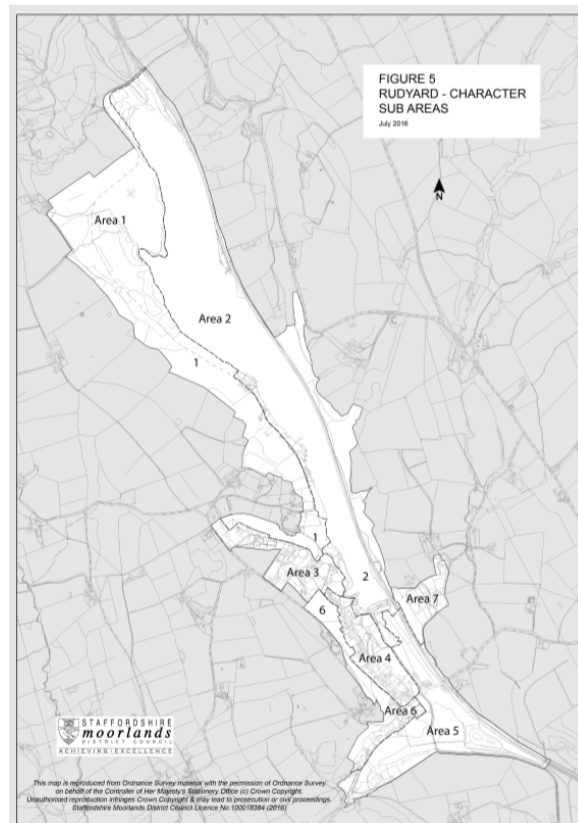 FIGURE 5
RUDYARD - CHARACTER
SUB AREAS
July 2016
N
Area 1
Area 2
1
1
Area 3
2
Area 7
6
Area 4
Area 6
Area 5
STAFFORDSHIRE
moorlands
DISTRICT COUNCIL
ACHIEVING EXCELLENCE
This map is reproduced from Ordnance Survey material with the permission of Ordnance Survey
on behalf of the Controller of Her Majesty's Stationery Office (c) Crown Copyright.
Unauthorised reproduction infringes Crown Copyright & may lead to prosecution or civil proceedings.
Staffordshire Moorlands District Council Licence No.100018384 (2016)